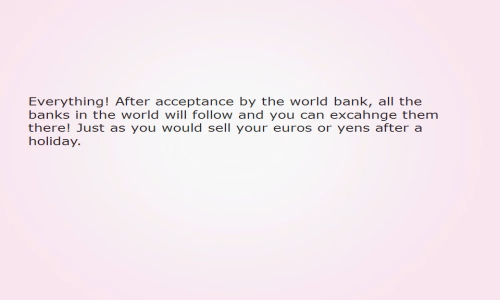 Everything! After acceptance by the world bank, all the
banks in the world will follow and you can excahnge them
there! Just as you would sell your euros or yens after a
holiday.